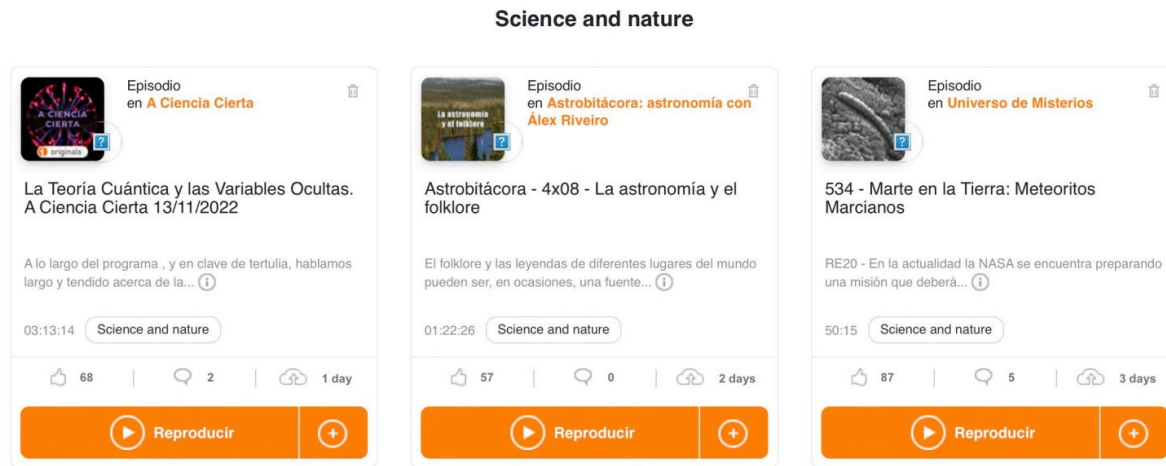 Science and nature
A CIENCIA
CIERTA
originals
Episodio
en A Ciencia Cierta
La Teoría Cuántica y las Variables Ocultas.
A Ciencia Cierta 13/11/2022
A lo largo del programa , y en clave de tertulia, hablamos
largo y tendido acerca de la...
03:13:14 Science and nature
68 2 1 day
Reproducir
La astronomía
y el folklore
Episodio
en Astrobitácora: astronomía con
Álex Riveiro
Astrobitácora - 4x08 - La astronomía y el
folklore
El folklore y las leyendas de diferentes lugares del mundo
pueden ser, en ocasiones, una fuente...
01:22:26 Science and nature
57 0 2 days
Reproducir
Episodio
en Universo de Misterios
534 - Marte en la Tierra: Meteoritos
Marcianos
RE20 - En la actualidad la NASA se encuentra preparando
una misión que deberá...
50:15 Science and nature
87 5 3 days
Reproducir